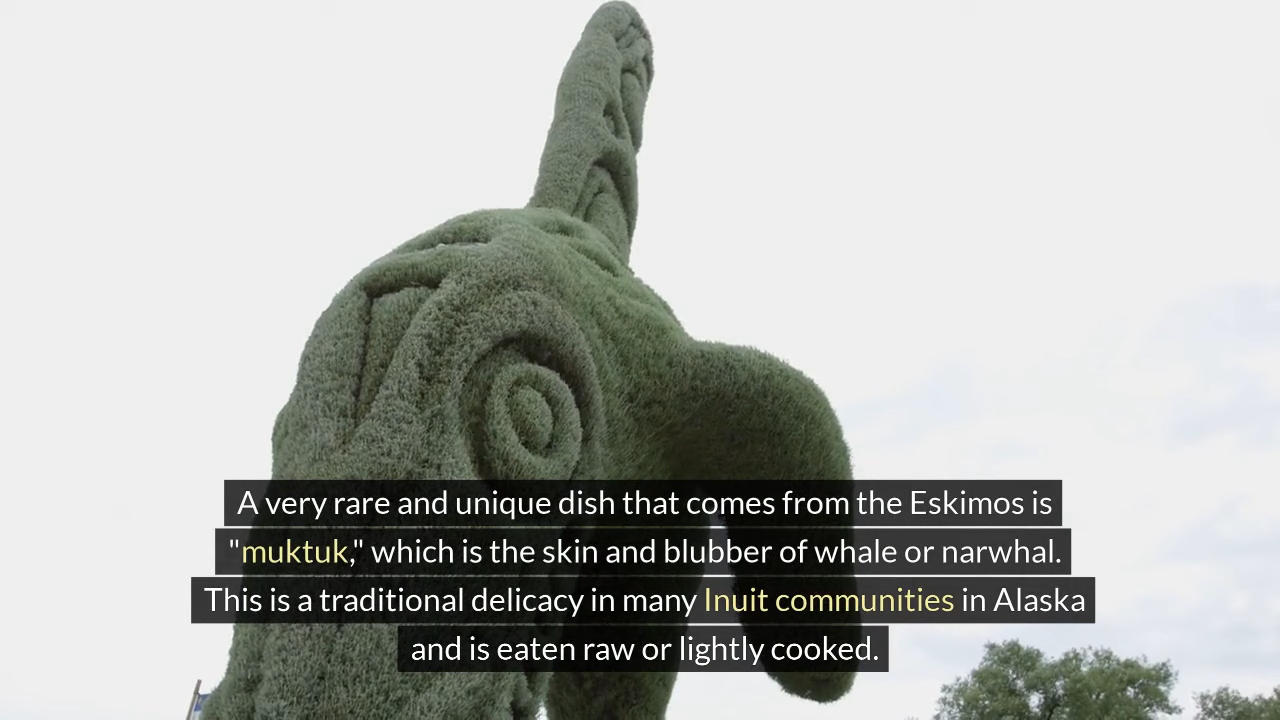 A very rare and unique dish that comes from the Eskimos is
"muktuk," which is the skin and blubber of whale or narwhal.
This is a traditional delicacy in many Inuit communities in Alaska
and is eaten raw or lightly cooked.